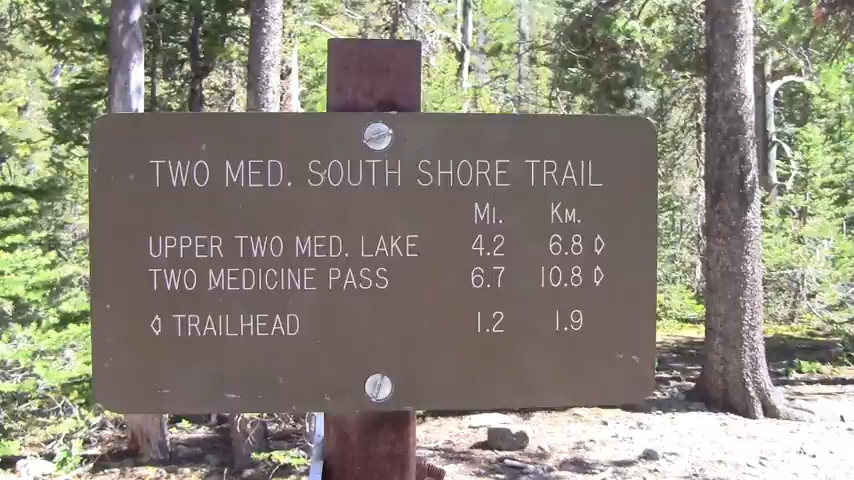 TWO MED. SOUTH SHORE TRAIL
MI. KM.
UPPER TWO MED. LAKE 4.2 6.8
TWO MEDICINE PASS 6.7 10.8
TRAILHEAD 1.2 1.9